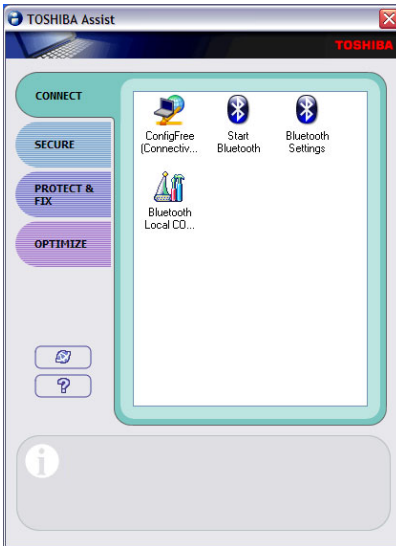 TOSHIBA Assist
TOSHIBA
CONNECT
SECURE
PROTECT &
FIX
OPTIMIZE
ConfigFree
(Connectiv...
Start
Bluetooth
Bluetooth
Settings
Bluetooth
Local CO...
?
i